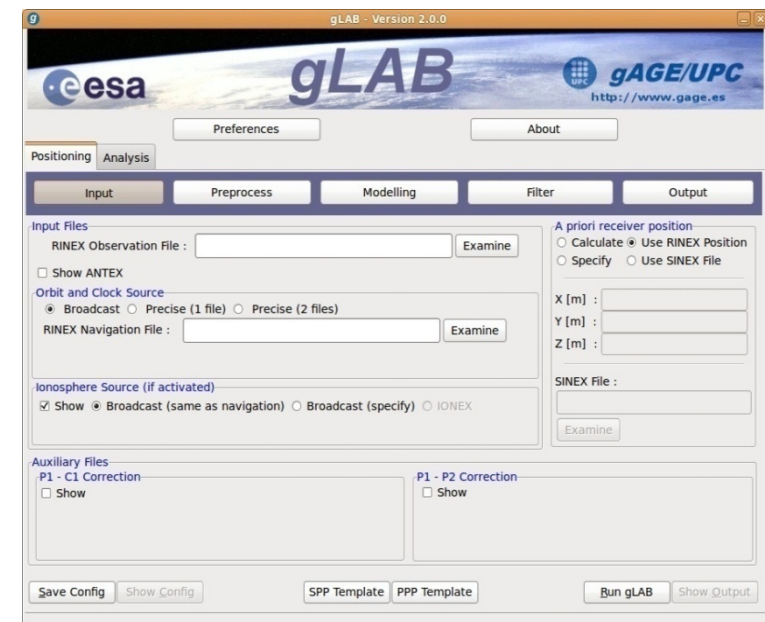 gLAB - Version 2.0.0
esa
gLAB
UPC
gAGE/UPC
http://www.gage.es
Preferences
About
Positioning
Analysis
Input
Preprocess
Modelling
Filter
Output
Input Files
RINEX Observation File :
Examine
Show ANTEX
Orbit and Clock Source
Broadcast
Precise (1 file)
Precise (2 files)
RINEX Navigation File :
Examine
Ionosphere Source (if activated)
Show
Broadcast (same as navigation)
Broadcast (specify)
IONEX
A priori receiver position
Calculate
Use RINEX Position
Specify
Use SINEX File
X [m] :
Y [m] :
Z [m] :
SINEX File :
Examine
Auxiliary Files
P1 - C1 Correction
Show
P1 - P2 Correction
Show
Save Config
Show Config
SPP Template
PPP Template
Run gLAB
Show Output